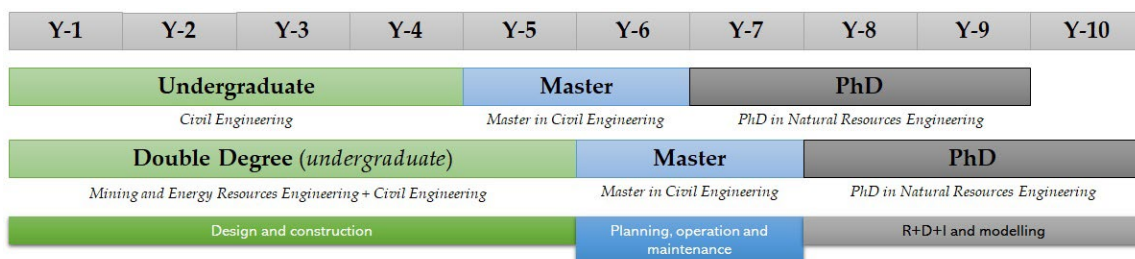 Y-1 Y-2 Y-3 Y-4 Y-5 Y-6 Y-7 Y-8 Y-9 Y-10
Undergraduate Master PhD
Civil Engineering Master in Civil Engineering PhD in Natural Resources Engineering
Double Degree (undergraduate) Master PhD
Mining and Energy Resources Engineering + Civil Engineering Master in Civil Engineering PhD in Natural Resources Engineering
Design and construction
Planning, operation and
maintenance
R+D+I and modelling